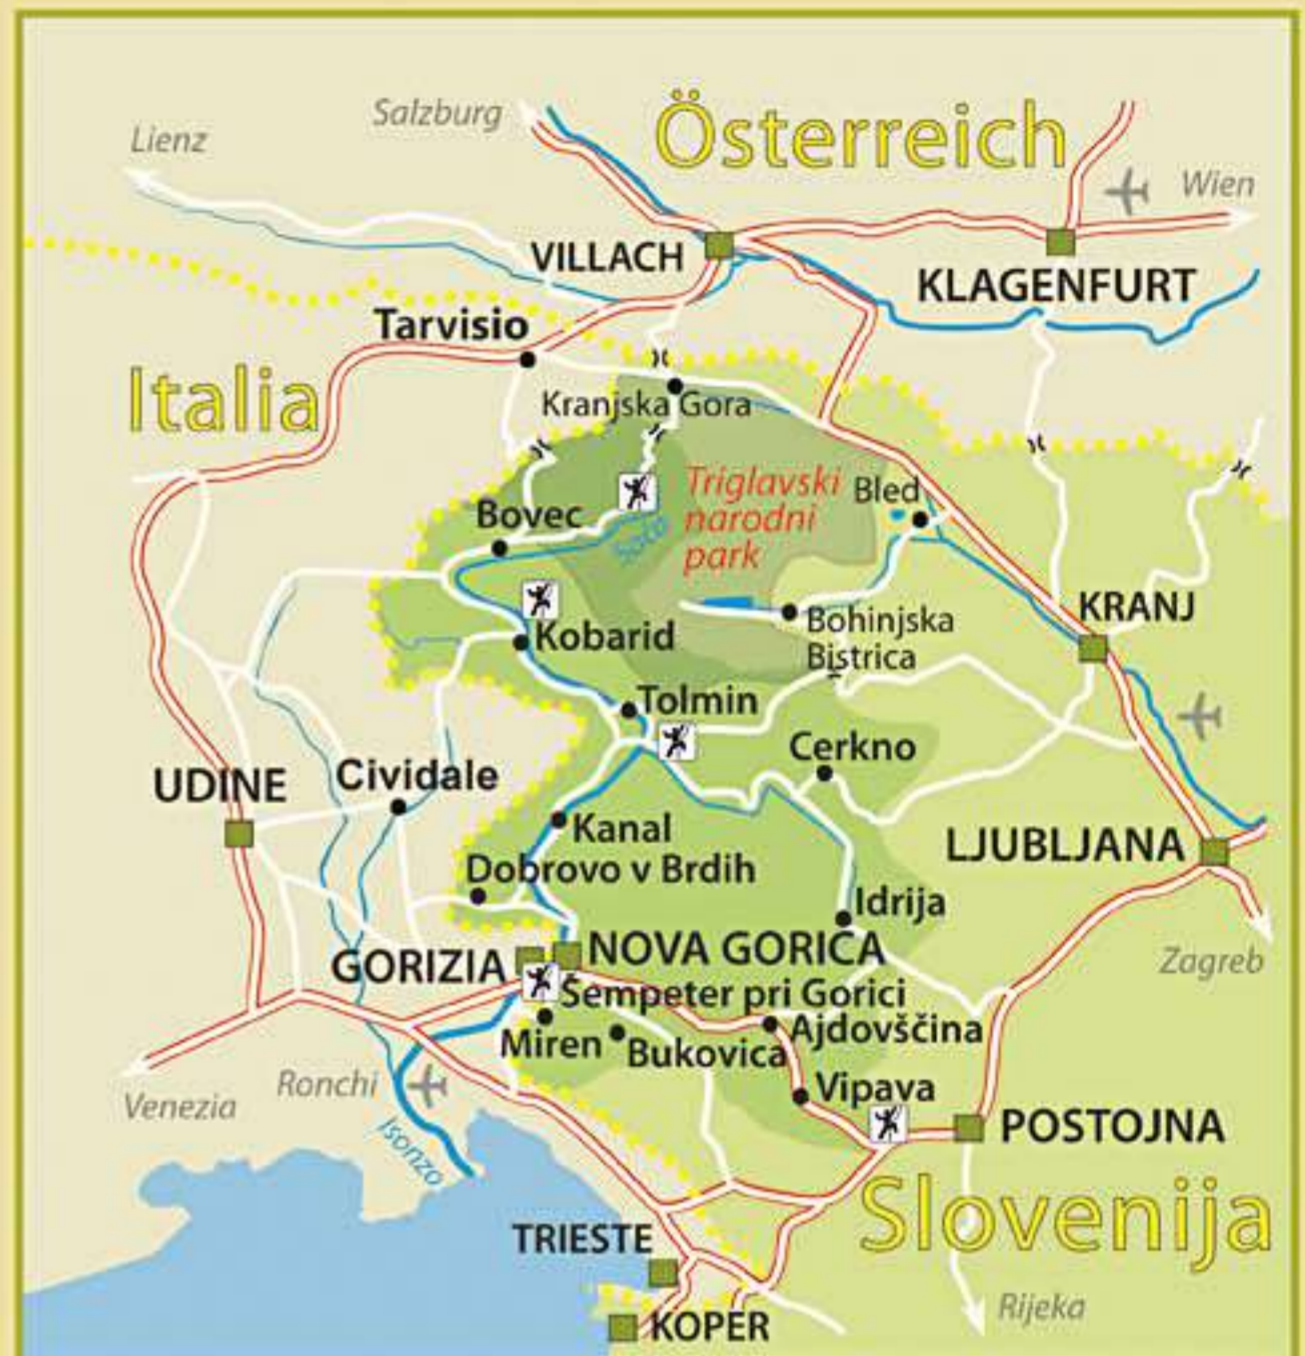 Salzburg
Österreich
Lienz
Wien
VILLACH
KLAGENFURT
Tarvisio
Italia
Kranjska Gora
Triglavski
narodni
park
Bled
Bovec
Soča
Kobarid
KRANJ
Bohinjska
Bistrica
Tolmin
Cerkno
UDINE
Cividale
Kanal
LJUBLJANA
Dobrovo v Brdih
Idrija
GORIZIA
NOVA GORICA
Zagreb
Šempeter pri Gorici
Miren
Bukovica
Ajdovščina
Ronchi
Vipava
Venezia
POSTOJNA
Isonzo
Slovenija
TRIESTE
Rijeka
KOPER